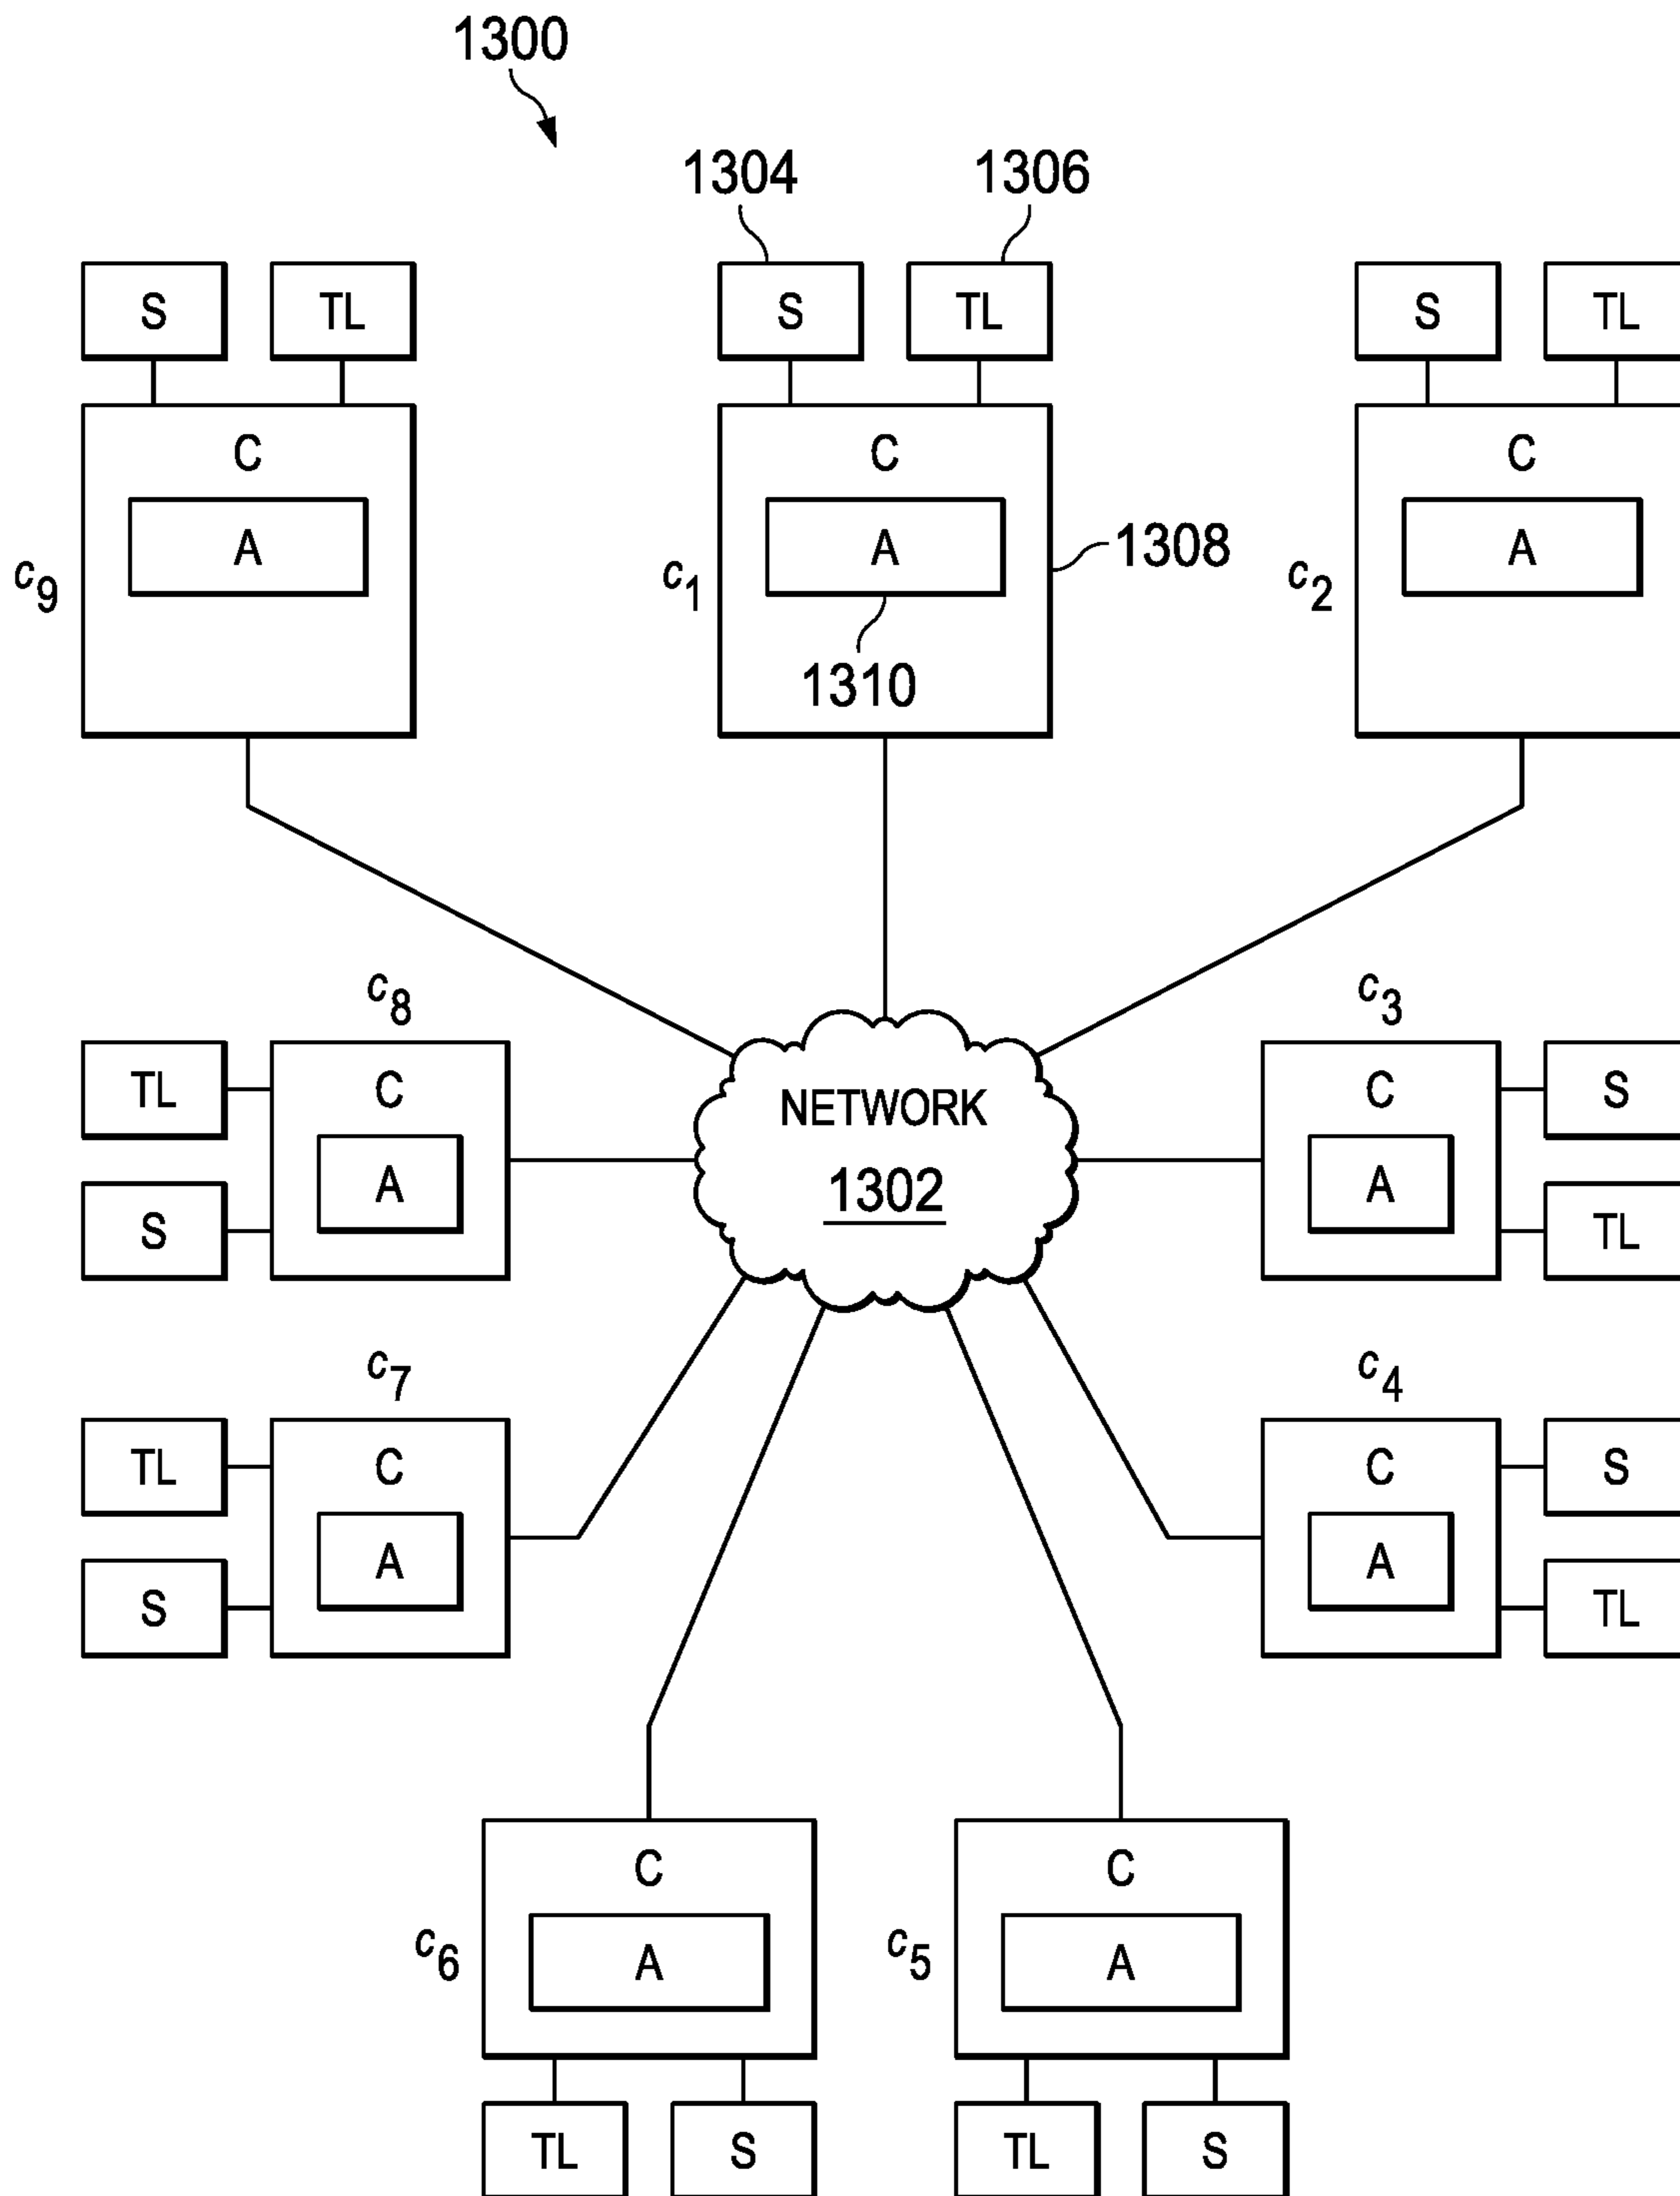 1300
1304 1306
S TL S TL S TL
C C C
A A A
1308
c9 c1 c2
1310
c8 c3
TL C NETWORK C S
S A 1302 A TL
c7 c4
TL C C S
S A A TL
C C
c6 A c5 A
TL S TL S